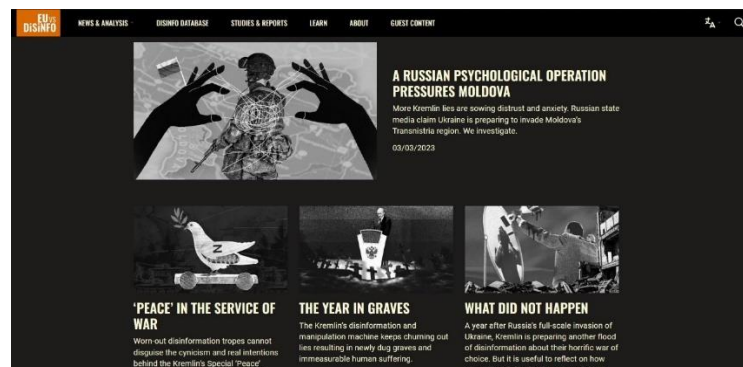 EUvs
DiSiNFO
NEWS & ANALYSIS
DISINFO DATABASE
STUDIES & REPORTS
LEARN
ABOUT
GUEST CONTENT
A RUSSIAN PSYCHOLOGICAL OPERATION
PRESSURES MOLDOVA
More Kremlin lies are sowing distrust and anxiety. Russian state
media claim Ukraine is preparing to invade Moldova's
Transnistria region. We investigate.
03/03/2023
Z
'PEACE' IN THE SERVICE OF
WAR
Worn-out disinformation tropes cannot
disguise the cynicism and real intentions
behind the Kremlin's Special 'Peace'
THE YEAR IN GRAVES
The Kremlin's disinformation and
manipulation machine keeps churning out
lies resulting in newly dug graves and
immeasurable human suffering.
WHAT DID NOT HAPPEN
A year after Russia's full-scale invasion of
Ukraine, Kremlin is preparing another flood
of disinformation about their horrific war of
choice. But it is useful to reflect on how